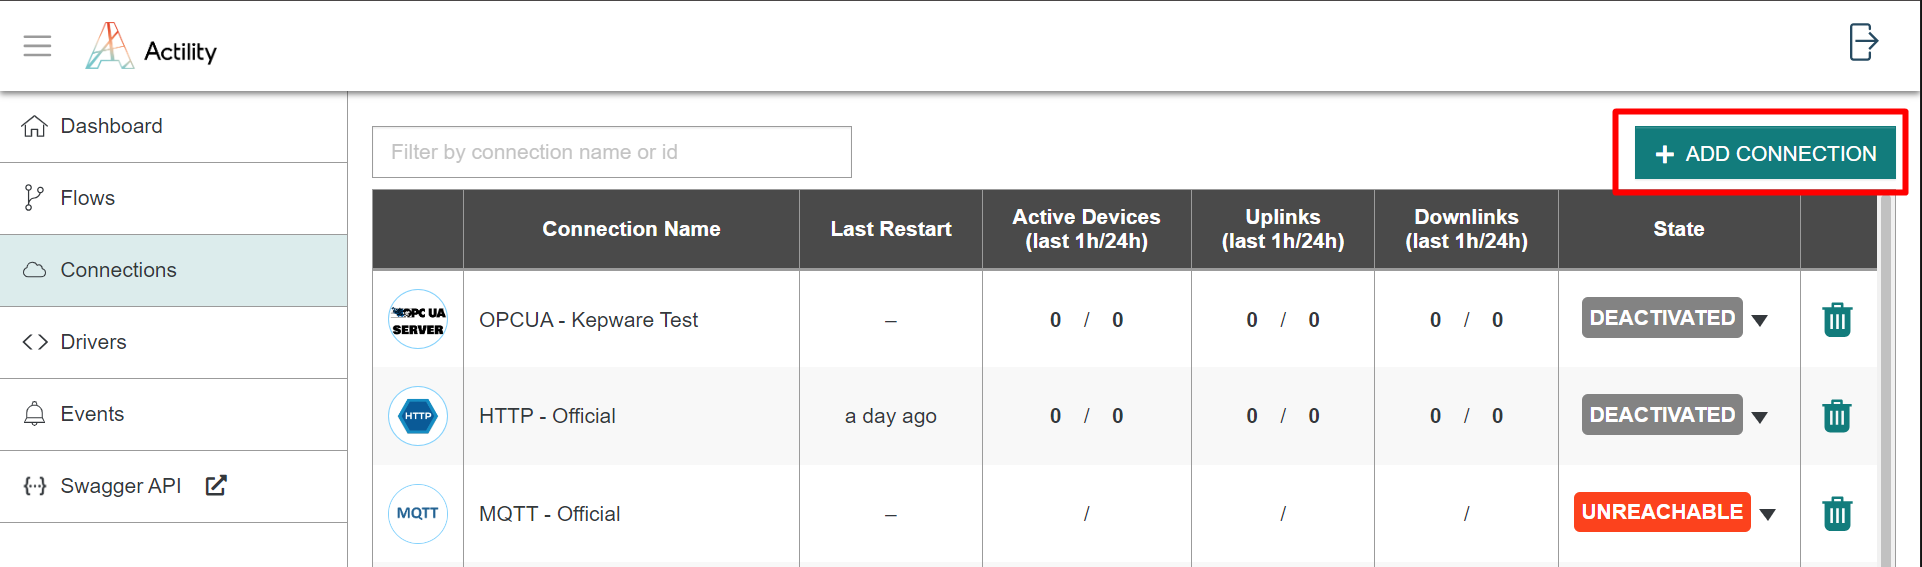 Actility
Dashboard
Flows
Connections
Drivers
Events
Swagger API
Filter by connection name or id
+ ADD CONNECTION
Connection Name
Last Restart
Active Devices
(last 1h/24h)
Uplinks
(last 1h/24h)
Downlinks
(last 1h/24h)
State
OPC UA
SERVER
OPCUA - Kepware Test
–
0 / 0
0 / 0
0 / 0
DEACTIVATED
HTTP
HTTP - Official
a day ago
0 / 0
0 / 0
0 / 0
DEACTIVATED
MQTT
MQTT - Official
–
/
/
/
UNREACHABLE